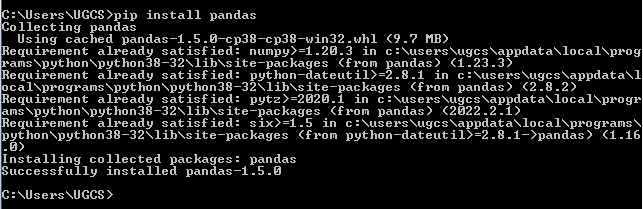 C:\Users\UGCS>pip install pandas
Collecting pandas
  Using cached pandas-1.5.0-cp38-cp38-win32.whl (9.7 MB)
Requirement already satisfied: numpy>=1.20.3 in c:\users\ugcs\appdata\local\prog
rams\python\python38-32\lib\site-packages (from pandas) (1.23.3)
Requirement already satisfied: python-dateutil>=2.8.1 in c:\users\ugcs\appdata\l
ocal\programs\python\python38-32\lib\site-packages (from pandas) (2.8.2)
Requirement already satisfied: pytz>=2020.1 in c:\users\ugcs\appdata\local\progr
ams\python\python38-32\lib\site-packages (from pandas) (2022.2.1)
Requirement already satisfied: six>=1.5 in c:\users\ugcs\appdata\local\programs\
python\python38-32\lib\site-packages (from python-dateutil>=2.8.1->pandas) (1.16
.0)
Installing collected packages: pandas
Successfully installed pandas-1.5.0
C:\Users\UGCS>